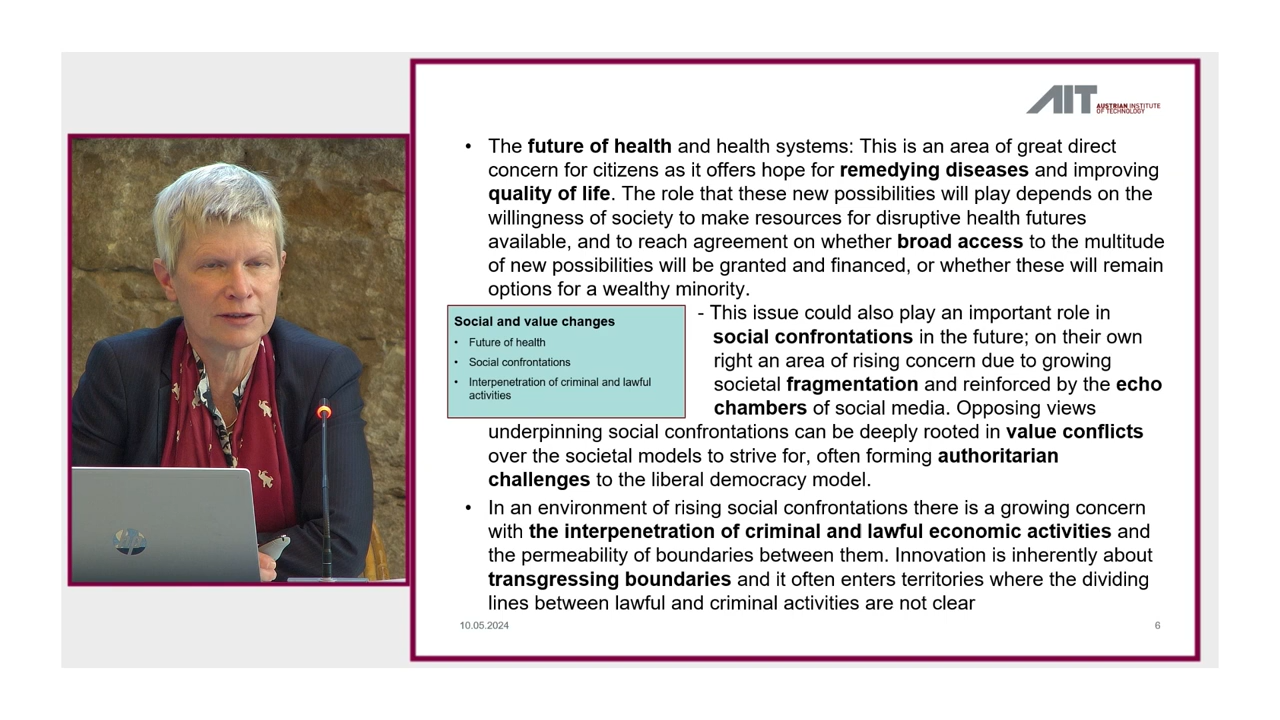 AIT AUSTRIAN INSTITUTE
OF TECHNOLOGY
• The future of health and health systems: This is an area of great direct
concern for citizens as it offers hope for remedying diseases and improving
quality of life. The role that these new possibilities will play depends on the
willingness of society to make resources for disruptive health futures
available, and to reach agreement on whether broad access to the multitude
of new possibilities will be granted and financed, or whether these will remain
options for a wealthy minority.
Social and value changes
• Future of health
• Social confrontations
• Interpenetration of criminal and lawful
activities
- This issue could also play an important role in
social confrontations in the future; on their own
right an area of rising concern due to growing
societal fragmentation and reinforced by the echo
chambers of social media. Opposing views
underpinning social confrontations can be deeply rooted in value conflicts
over the societal models to strive for, often forming authoritarian
challenges to the liberal democracy model.
• In an environment of rising social confrontations there is a growing concern
with the interpenetration of criminal and lawful economic activities and
the permeability of boundaries between them. Innovation is inherently about
transgressing boundaries and it often enters territories where the dividing
lines between lawful and criminal activities are not clear
10.05.2024
6
hp